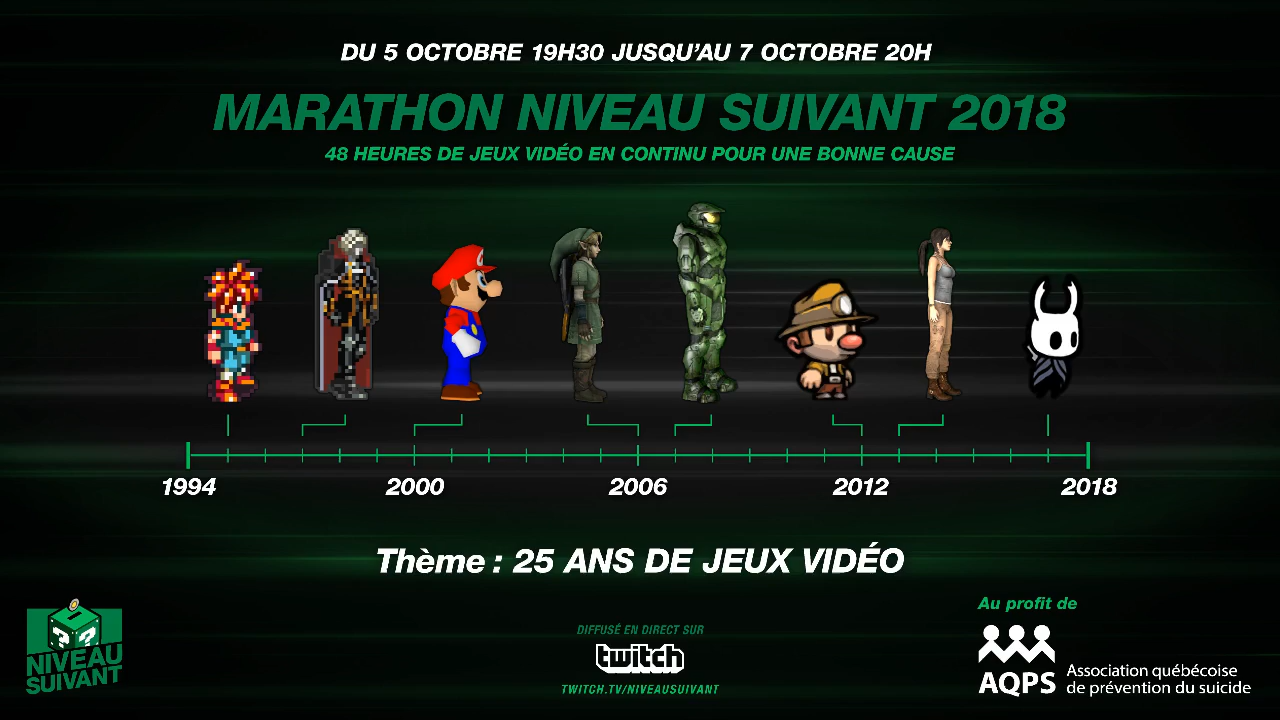 DU 5 OCTOBRE 19H30 JUSQU'AU 7 OCTOBRE 20H
MARATHON NIVEAU SUIVANT 2018
48 HEURES DE JEUX VIDÉO EN CONTINU POUR UNE BONNE CAUSE
1994 2000 2006 2012 2018
Thème : 25 ANS DE JEUX VIDÉO
Au profit de
? ?
NIVEAU
SUIVANT
DIFFUSÉ EN DIRECT SUR
twitch
TWITCH.TV/NIVEAUSUIVANT
AQPS
Association québécoise
de prévention du suicide